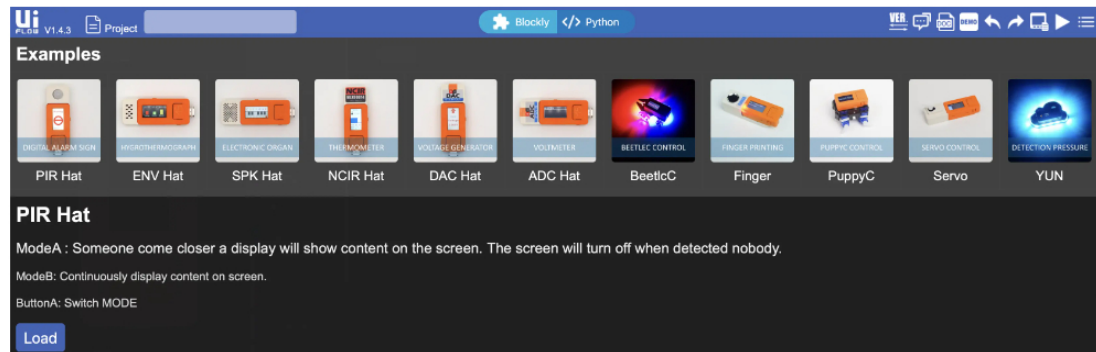 Ui
FLOW V1.4.3 Project Blockly </> Python VER. DOC DEMO
Examples
DIGITAL ALARM SIGN HYGROTHERMOGRAPH ELECTRONIC ORGAN THERMOMETER VOLTAGE GENERATOR VOLTMETER BEETLEC CONTROL FINGER PRINTING PUPPYC CONTROL SERVO CONTROL DETECTION PRESSURE
PIR Hat ENV Hat SPK Hat NCIR Hat DAC Hat ADC Hat BeetlcC Finger PuppyC Servo YUN
PIR Hat
ModeA : Someone come closer a display will show content on the screen. The screen will turn off when detected nobody.
ModeB: Continuously display content on screen.
ButtonA: Switch MODE
Load